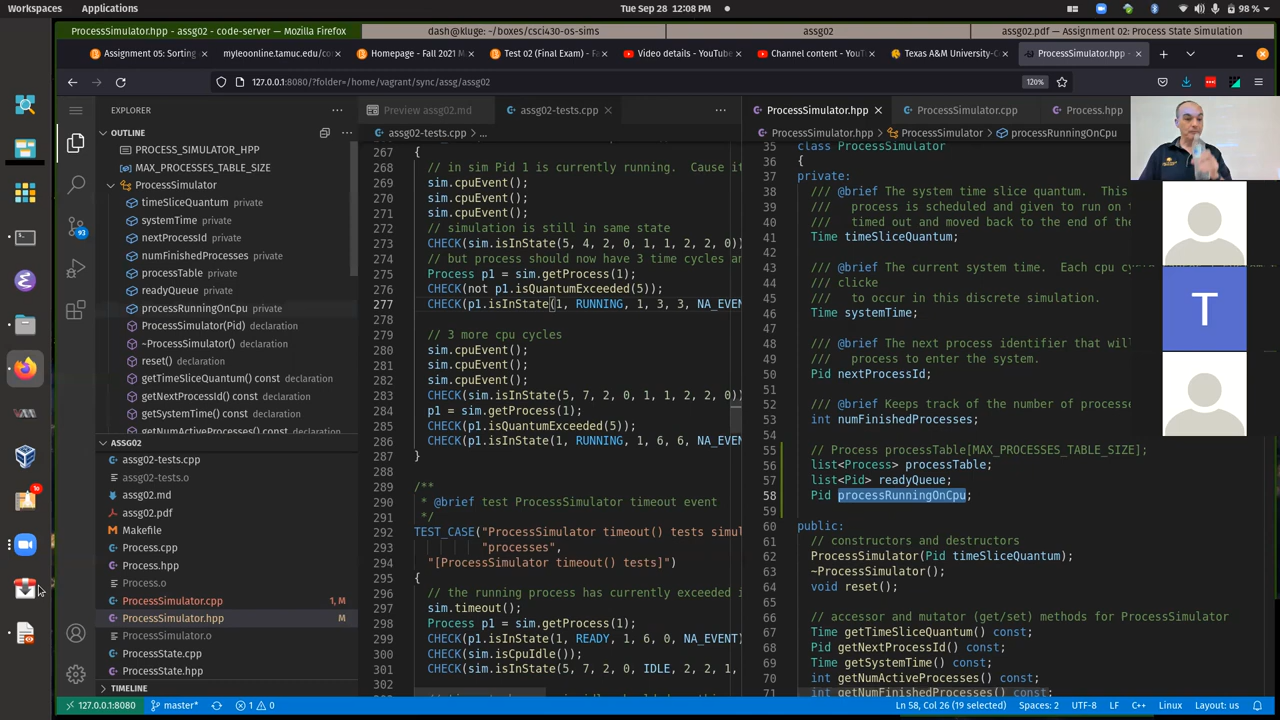 Workspaces Applications Tue Sep 28 12:08 PM 98 %
ProcessSimulator.hpp - code-server — Mozilla Firefox
dash@kluge: ~/boxes/csci430-os-sims
assg02
assg02.pdf — Assignment 02: Process State Simulation
Assignment 05: Sorting
myleoonline.tamuc.edu/co
Homepage - Fall 2021 M
Test 02 (Final Exam) - Fa
Video details - YouTube
Channel content - YouTu
Texas A&M University-C
ProcessSimulator.hpp -
127.0.0.1:8080/?folder=/home/vagrant/sync/assg/assg02
120%
EXPLORER
OUTLINE
PROCESS_SIMULATOR_HPP
MAX_PROCESSES_TABLE_SIZE
ProcessSimulator
timeSliceQuantum private
systemTime private
nextProcessId private
numFinishedProcesses private
processTable private
readyQueue private
processRunningOnCpu private
ProcessSimulator(Pid) declaration
~ProcessSimulator() declaration
reset() declaration
getTimeSliceQuantum() const declaration
getNextProcessId() const declaration
getSystemTime() const declaration
getNumActiveProcesses() const declaration
ASSG02
assg02-tests.cpp
assg02-tests.o
assg02.md
assg02.pdf
Makefile
Process.cpp
Process.hpp
Process.o
ProcessSimulator.cpp 1, M
ProcessSimulator.hpp M
ProcessSimulator.o
ProcessState.cpp
ProcessState.hpp
TIMELINE
93
10
Preview assg02.md
assg02-tests.cpp
assg02-tests.cpp > ...
267 {
268 // in sim Pid 1 is currently running. Cause it
269 sim.cpuEvent();
270 sim.cpuEvent();
271 sim.cpuEvent();
272 // simulation is still in same state
273 CHECK(sim.isInState(5, 4, 2, 0, 1, 1, 2, 2, 0))
274 // but process should now have 3 time cycles an
275 Process p1 = sim.getProcess(1);
276 CHECK(not p1.isQuantumExceeded(5));
277 CHECK(p1.isInState(1, RUNNING, 1, 3, 3, NA_EVEN
278
279 // 3 more cpu cycles
280 sim.cpuEvent();
281 sim.cpuEvent();
282 sim.cpuEvent();
283 CHECK(sim.isInState(5, 7, 2, 0, 1, 1, 2, 2, 0))
284 p1 = sim.getProcess(1);
285 CHECK(p1.isQuantumExceeded(5));
286 CHECK(p1.isInState(1, RUNNING, 1, 6, 6, NA_EVEN
287 }
288
289 /**
290 * @brief test ProcessSimulator timeout event
291 */
292 TEST_CASE("ProcessSimulator timeout() tests simul
293 "processes",
294 "[ProcessSimulator timeout() tests]")
295 {
296 // the running process has currently exceeded i
297 sim.timeout();
298 Process p1 = sim.getProcess(1);
299 CHECK(p1.isInState(1, READY, 1, 6, 0, NA_EVENT)
300 CHECK(sim.isCpuIdle());
301 CHECK(sim.isInState(5, 7, 2, 0, IDLE, 2, 2, 1,
302
ProcessSimulator.hpp
ProcessSimulator.cpp
Process.hpp
ProcessSimulator.hpp > ProcessSimulator > processRunningOnCpu
35 class ProcessSimulator
36 {
37 private:
38 /// @brief The system time slice quantum. This
39 /// process is scheduled and given to run on t
40 /// timed out and moved back to the end of the
41 Time timeSliceQuantum;
42
43 /// @brief The current system time. Each cpu cy
44 /// clicke
45 /// to occur in this discrete simulation.
46 Time systemTime;
47
48 /// @brief The next process identifier that will
49 /// process to enter the system.
50 Pid nextProcessId;
51
52 /// @brief Keeps track of the number of processe
53 int numFinishedProcesses;
54
55 // Process processTable[MAX_PROCESSES_TABLE_SIZE];
56 list<Process> processTable;
57 list<Pid> readyQueue;
58 Pid processRunningOnCpu;
59
60 public:
61 // constructors and destructors
62 ProcessSimulator(Pid timeSliceQuantum);
63 ~ProcessSimulator();
64 void reset();
65
66 // accessor and mutator (get/set) methods for ProcessSimulator
67 Time getTimeSliceQuantum() const;
68 Pid getNextProcessId() const;
69 Time getSystemTime() const;
70 int getNumActiveProcesses() const;
71 int getNumFinishedProcesses() const;
T
127.0.0.1:8080 master* 1 0 Ln 58, Col 26 (19 selected) Spaces: 2 UTF-8 LF C++ Linux Layout: us